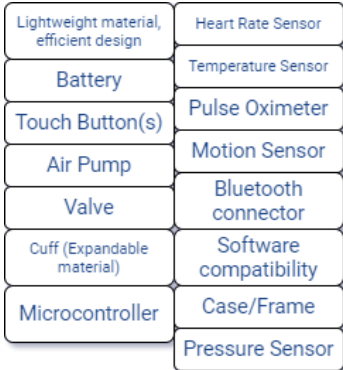 Lightweight material,
efficient design
Battery
Touch Button(s)
Air Pump
Valve
Cuff (Expandable
material)
Microcontroller
Heart Rate Sensor
Temperature Sensor
Pulse Oximeter
Motion Sensor
Bluetooth
connector
Software
compatibility
Case/Frame
Pressure Sensor